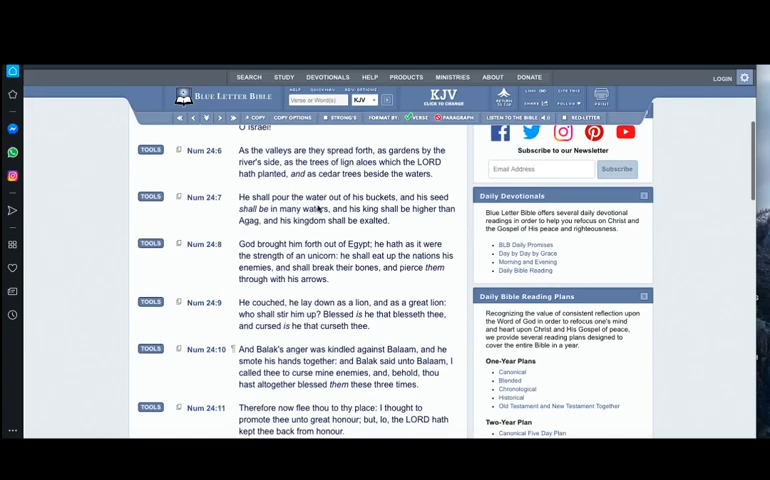 SEARCH STUDY DEVOTIONALS HELP PRODUCTS MINISTRIES ABOUT DONATE LOGIN
BLUE LETTER BIBLE
HELP QUICKNAV ADV. OPTIONS
Verse or Word(s) KJV
KJV
CLICK TO CHANGE
RETURN TO TOP
LINK
SHARE
CITE THIS
FOLLOW
PRINT
COPY COPY OPTIONS STRONG'S FORMAT BY VERSE PARAGRAPH LISTEN TO THE BIBLE RED LETTER
O Israel!
TOOLS Num 24:6 As the valleys are they spread forth, as gardens by the
river's side, as the trees of lign aloes which the LORD
hath planted, and as cedar trees beside the waters.
TOOLS Num 24:7 He shall pour the water out of his buckets, and his seed
shall be in many waters, and his king shall be higher than
Agag, and his kingdom shall be exalted.
TOOLS Num 24:8 God brought him forth out of Egypt; he hath as it were
the strength of an unicorn: he shall eat up the nations his
enemies, and shall break their bones, and pierce them
through with his arrows.
TOOLS Num 24:9 He couched, he lay down as a lion, and as a great lion:
who shall stir him up? Blessed is he that blesseth thee,
and cursed is he that curseth thee.
TOOLS Num 24:10 ¶ And Balak's anger was kindled against Balaam, and he
smote his hands together: and Balak said unto Balaam, I
called thee to curse mine enemies, and, behold, thou
hast altogether blessed them these three times.
TOOLS Num 24:11 Therefore now flee thou to thy place: I thought to
promote thee unto great honour; but, lo, the LORD hath
kept thee back from honour.
Subscribe to our Newsletter
Email Address Subscribe
Daily Devotionals
Blue Letter Bible offers several daily devotional
readings in order to help you refocus on Christ and
the Gospel of His peace and righteousness.
BLB Daily Promises
Day by Day by Grace
Morning and Evening
Daily Bible Reading
Daily Bible Reading Plans
Recognizing the value of consistent reflection upon
the Word of God in order to refocus one's mind
and heart upon Christ and His Gospel of peace,
we provide several reading plans designed to
cover the entire Bible in a year.
One-Year Plans
Canonical
Blended
Chronological
Historical
Old Testament and New Testament Together
Two-Year Plan
Canonical Five Day Plan